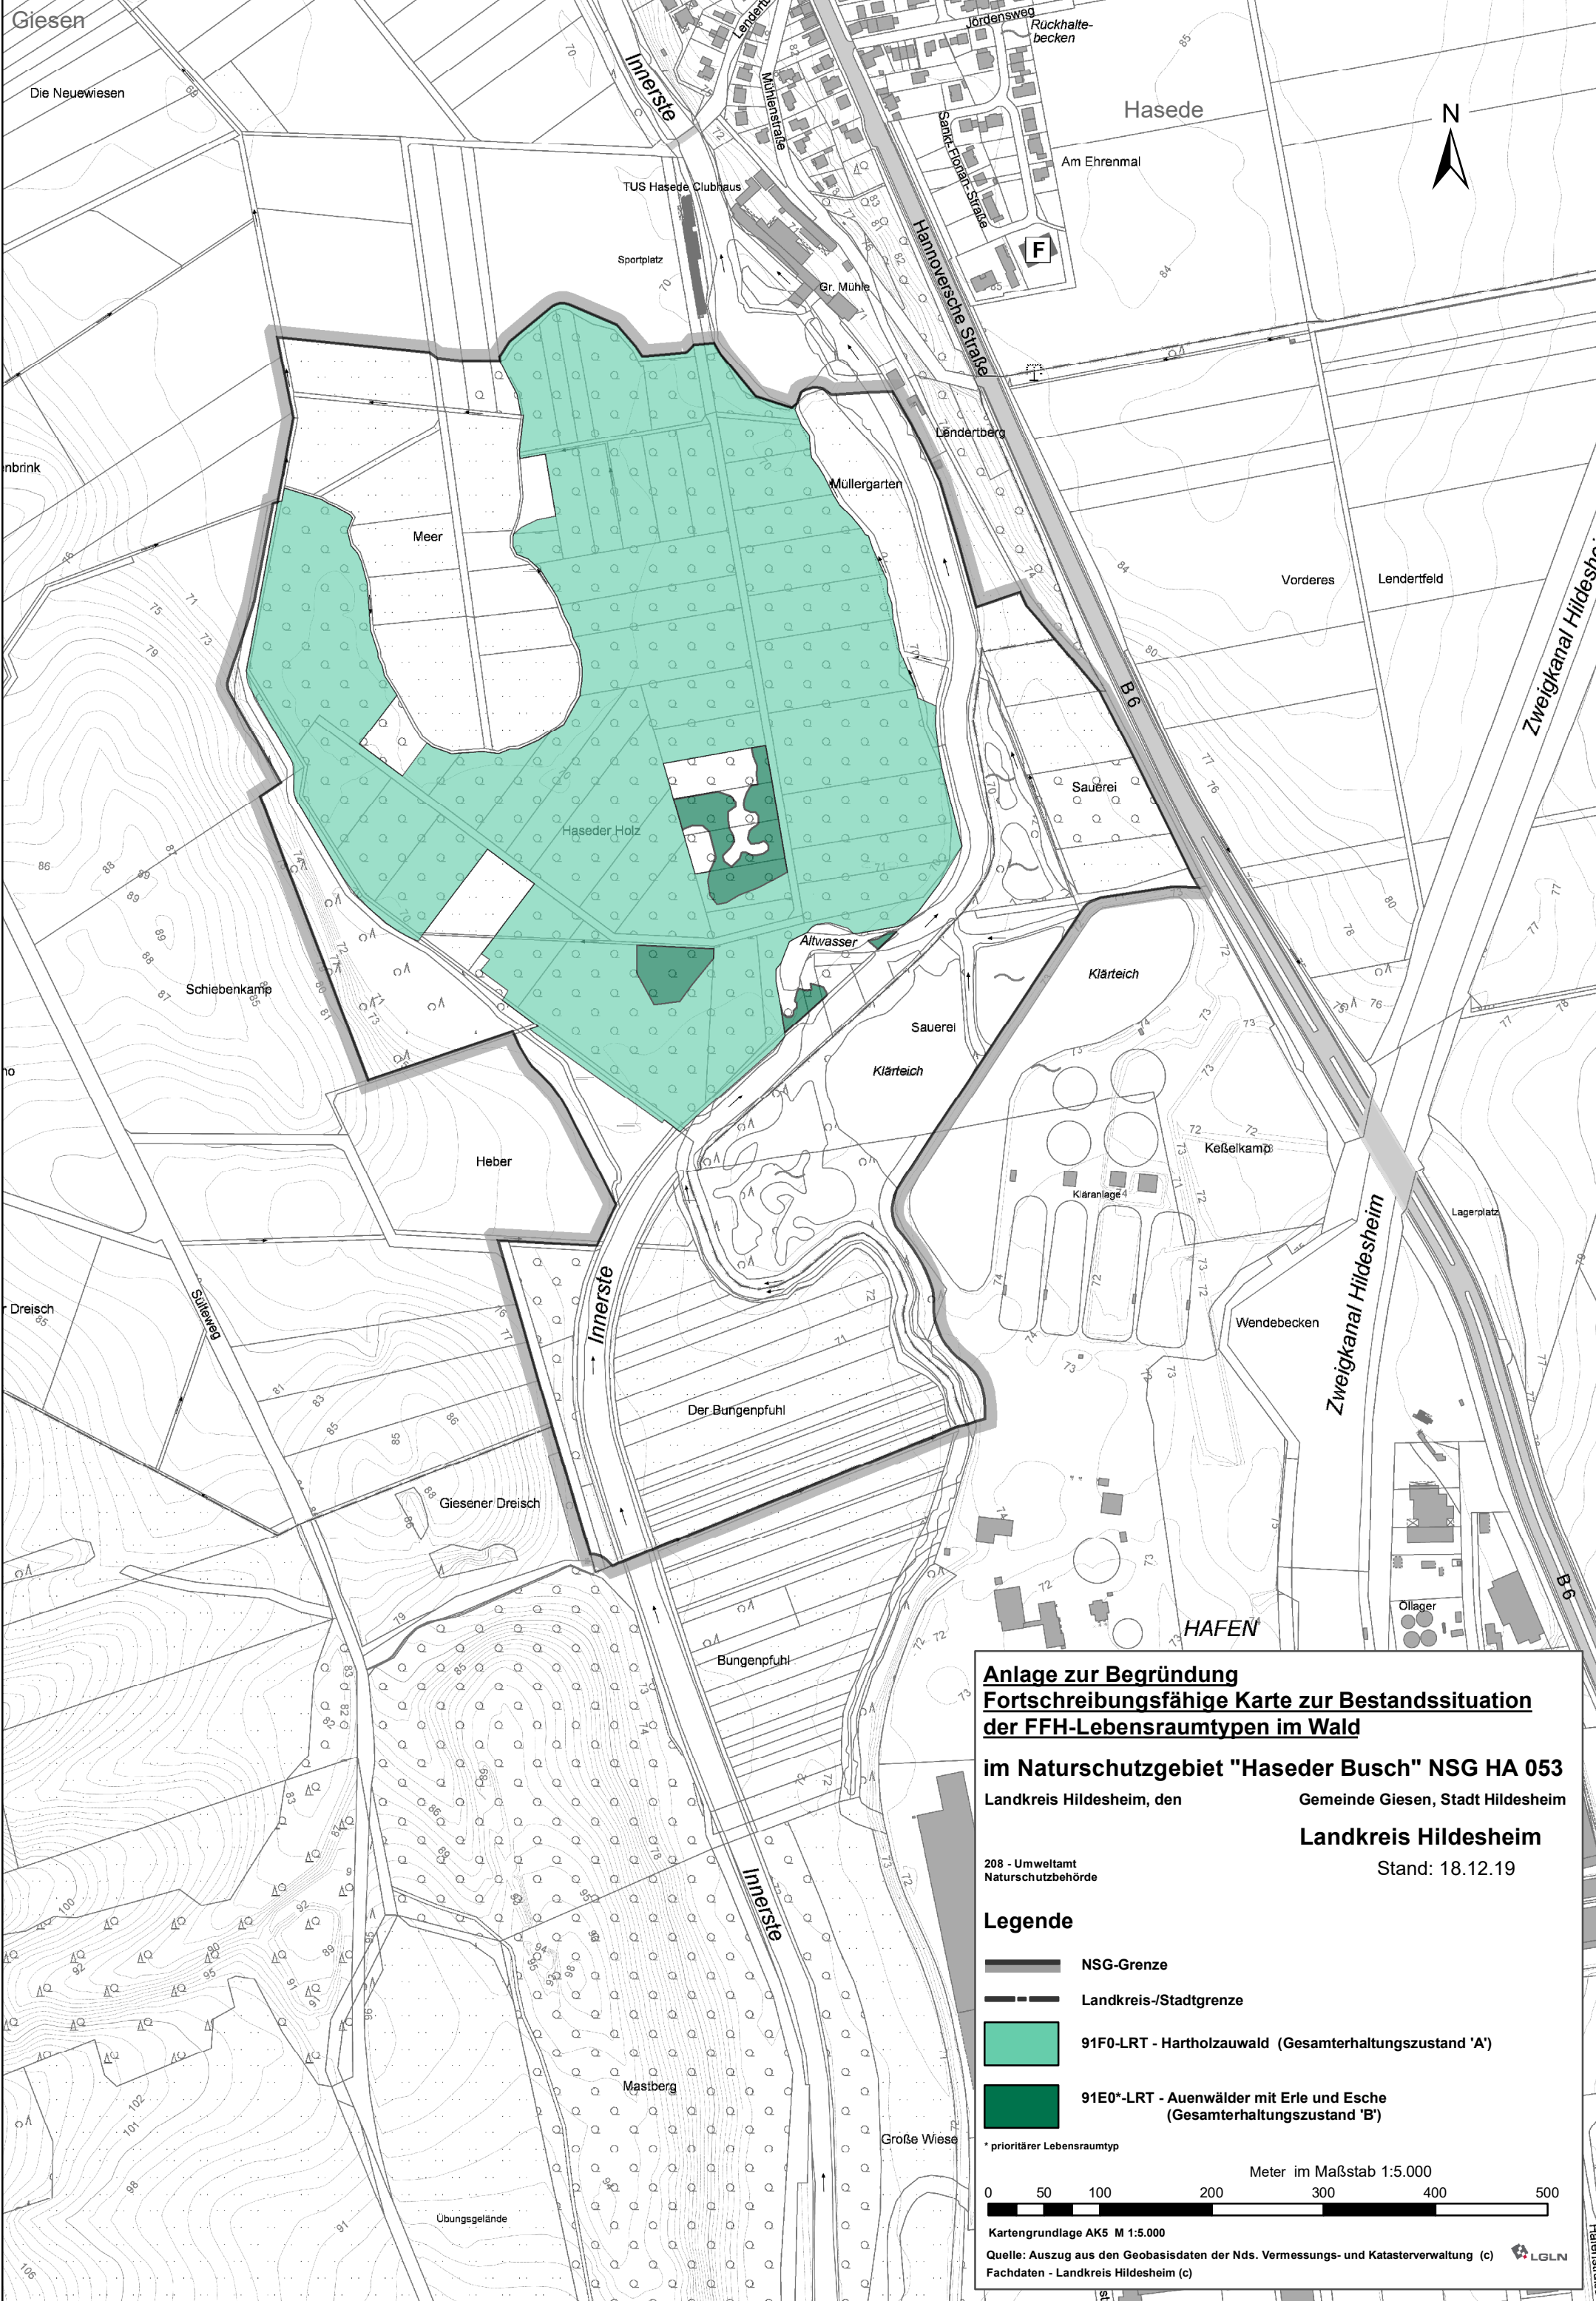 Giesen
Die Neuewiesen
Innerste
Mühlenstraße
Jördensweg
Rückhalte-
becken
Hasede
N
Sankt-Florian-Straße
Am Ehrenmal
TUS Hasede Clubhaus
Sportplatz
Gr. Mühle
Hannoversche Straße
F
Lendertberg
Müllergarten
Meer
Vorderes
Lendertfeld
Zweigkanal Hildeshei
B 6
Sauerei
Haseder Holz
Altwasser
Klärteich
Schiebenkamp
Sauerei
Klärteich
Keßelkamp
Kläranlage
Heber
Lagerplatz
Sülteweg
Innerste
Zweigkanal Hildesheim
Wendebecken
Der Bungenpfuhl
Giesener Dreisch
B 6
Öllager
HAFEN
Bungenpfuhl
Innerste
Mastberg
Große Wiese
Übungsgelände
Anlage zur Begründung
Fortschreibungsfähige Karte zur Bestandssituation
der FFH-Lebensraumtypen im Wald
im Naturschutzgebiet "Haseder Busch" NSG HA 053
Landkreis Hildesheim, den Gemeinde Giesen, Stadt Hildesheim
Landkreis Hildesheim
208 - Umweltamt
Naturschutzbehörde
Stand: 18.12.19
Legende
NSG-Grenze
Landkreis-/Stadtgrenze
91F0-LRT - Hartholzauwald (Gesamterhaltungszustand 'A')
91E0*-LRT - Auenwälder mit Erle und Esche
(Gesamterhaltungszustand 'B')
* prioritärer Lebensraumtyp
Meter im Maßstab 1:5.000
0 50 100 200 300 400 500
Kartengrundlage AK5 M 1:5.000
Quelle: Auszug aus den Geobasisdaten der Nds. Vermessungs- und Katasterverwaltung (c)
LGLN
Fachdaten - Landkreis Hildesheim (c)